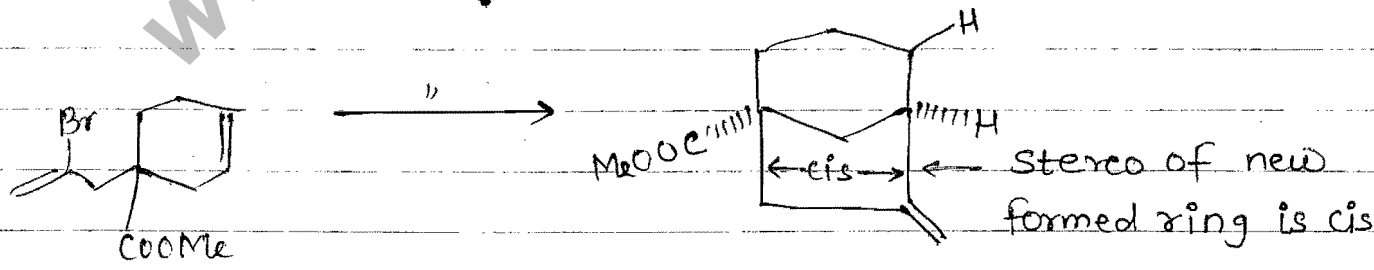 W
H
Br
"
MeOOC
H
←cis→ ← stereo of new
formed ring is cis
COOMe